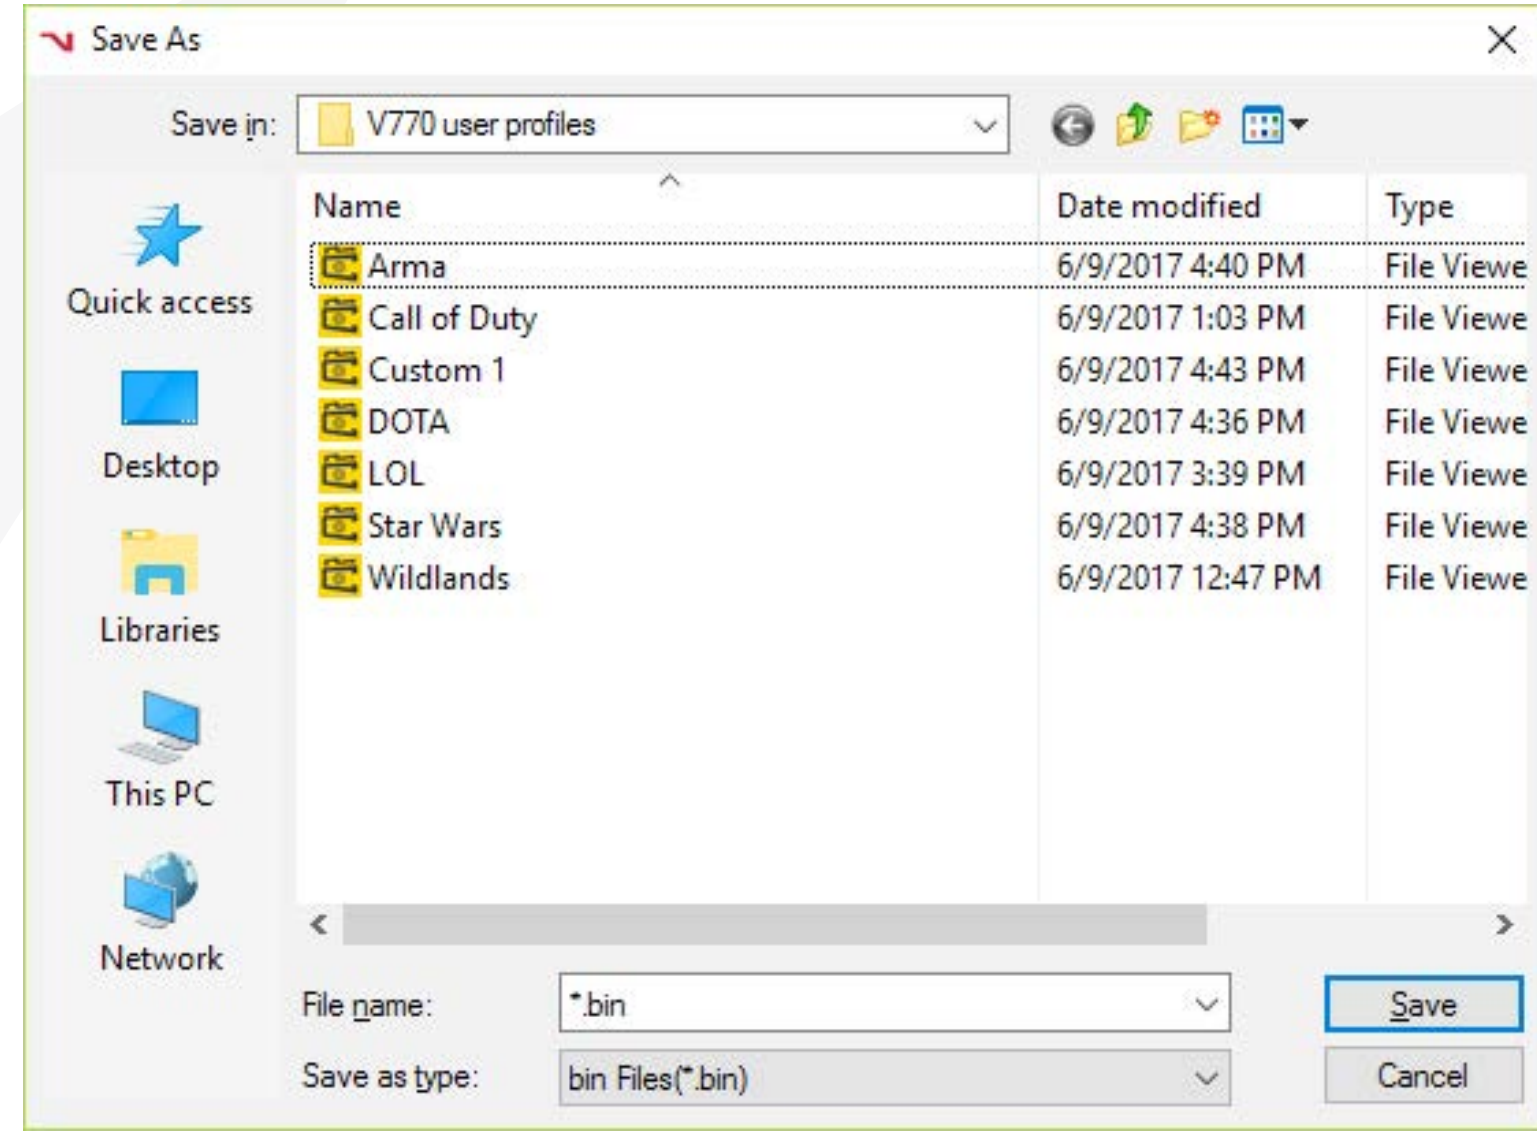 Save As
Save in: V770 user profiles
Name Date modified Type
Arma 6/9/2017 4:40 PM File Viewe
Call of Duty 6/9/2017 1:03 PM File Viewe
Custom 1 6/9/2017 4:43 PM File Viewe
DOTA 6/9/2017 4:36 PM File Viewe
LOL 6/9/2017 3:39 PM File Viewe
Star Wars 6/9/2017 4:38 PM File Viewe
Wildlands 6/9/2017 12:47 PM File Viewe
Quick access
Desktop
Libraries
This PC
Network
File name: *.bin Save
Save as type: bin Files(*.bin) Cancel